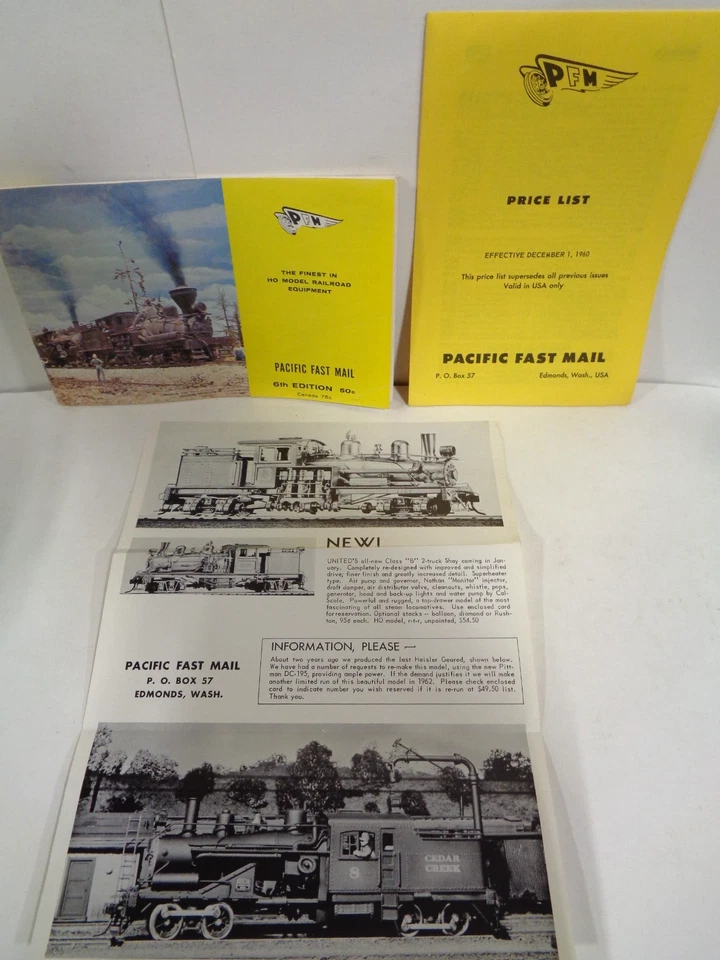 PFM
THE FINEST IN
HO MODEL RAILROAD
EQUIPMENT
PACIFIC FAST MAIL
6th EDITION 50¢
Canada 75¢
PFM
PRICE LIST
EFFECTIVE DECEMBER 1, 1960
This price list supersedes all previous issues
Valid in USA only
PACIFIC FAST MAIL
P. O. Box 57 Edmonds, Wash., USA
NEW!
UNITED'S all-new Class "B" 2-truck Shay coming in Jan-
uary. Completely re-designed with improved and simplified
drive; finer finish and greatly increased detail. Superheater
type. Air pump and governor, Nathan "Monitor" injector,
draft damper, air distributor valve, cleanouts, whistle, pops,
generator, head and back-up lights and water pump by Cal-
Scale. Powerful and rugged, a top-drawer model of the most
fascinating of all steam locomotives. Use enclosed card
for reservation. Optional stacks -- balloon, diamond or Rush-
ton, 95¢ each. HO model, r-t-r, unpainted, $54.50
INFORMATION, PLEASE —
About two years ago we produced the last Heisler Geared, shown below.
We have had a number of requests to re-make this model, using the new Pitt-
man DC-195, providing ample power. If the demand justifies it we will make
another limited run of this beautiful model in 1962. Please check enclosed
card to indicate number you wish reserved if it is re-run at $49.50 list.
Thank you.
PACIFIC FAST MAIL
P. O. BOX 57
EDMONDS, WASH.
8
CEDAR
CREEK